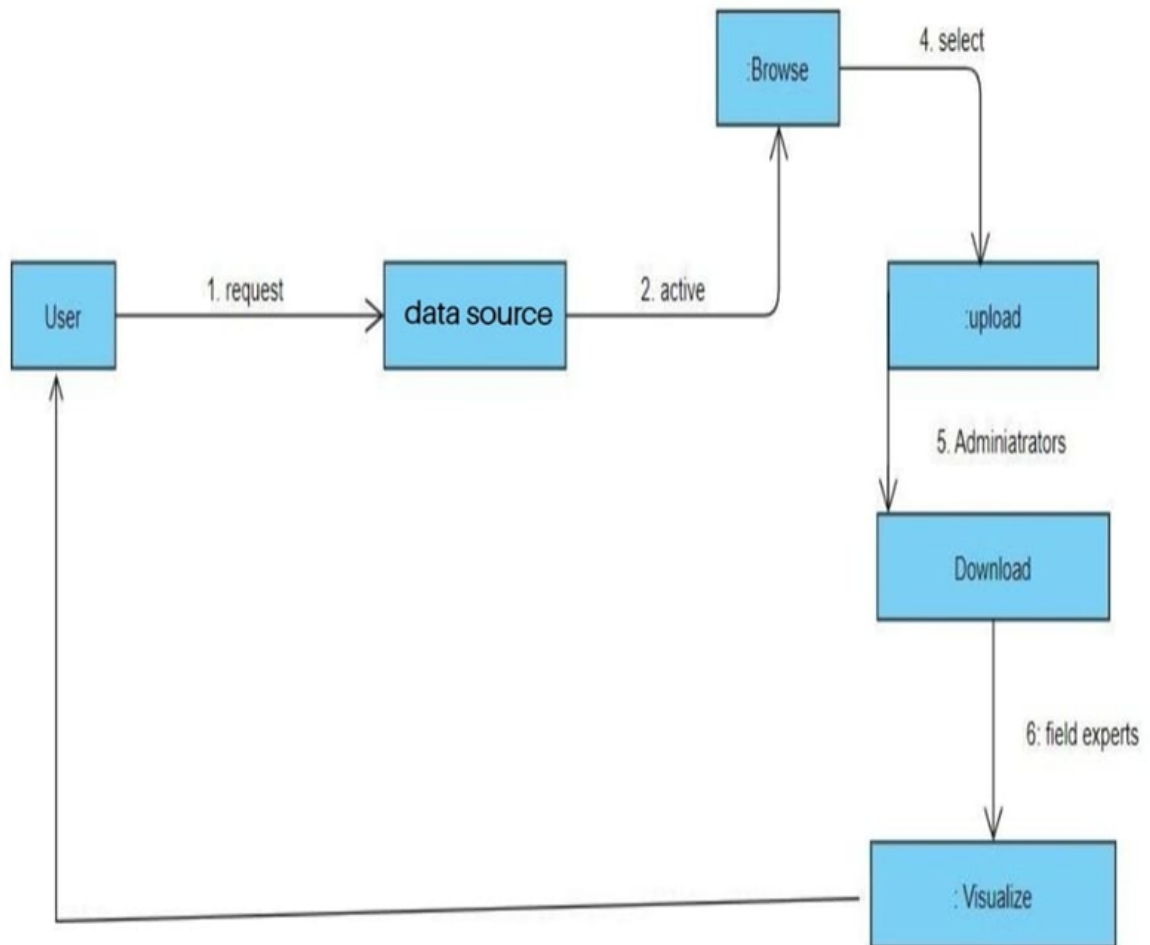 :Browse
4. select
User
1. request
data source
2. active
:upload
5. Adminiatrators
Download
6: field experts
: Visualize